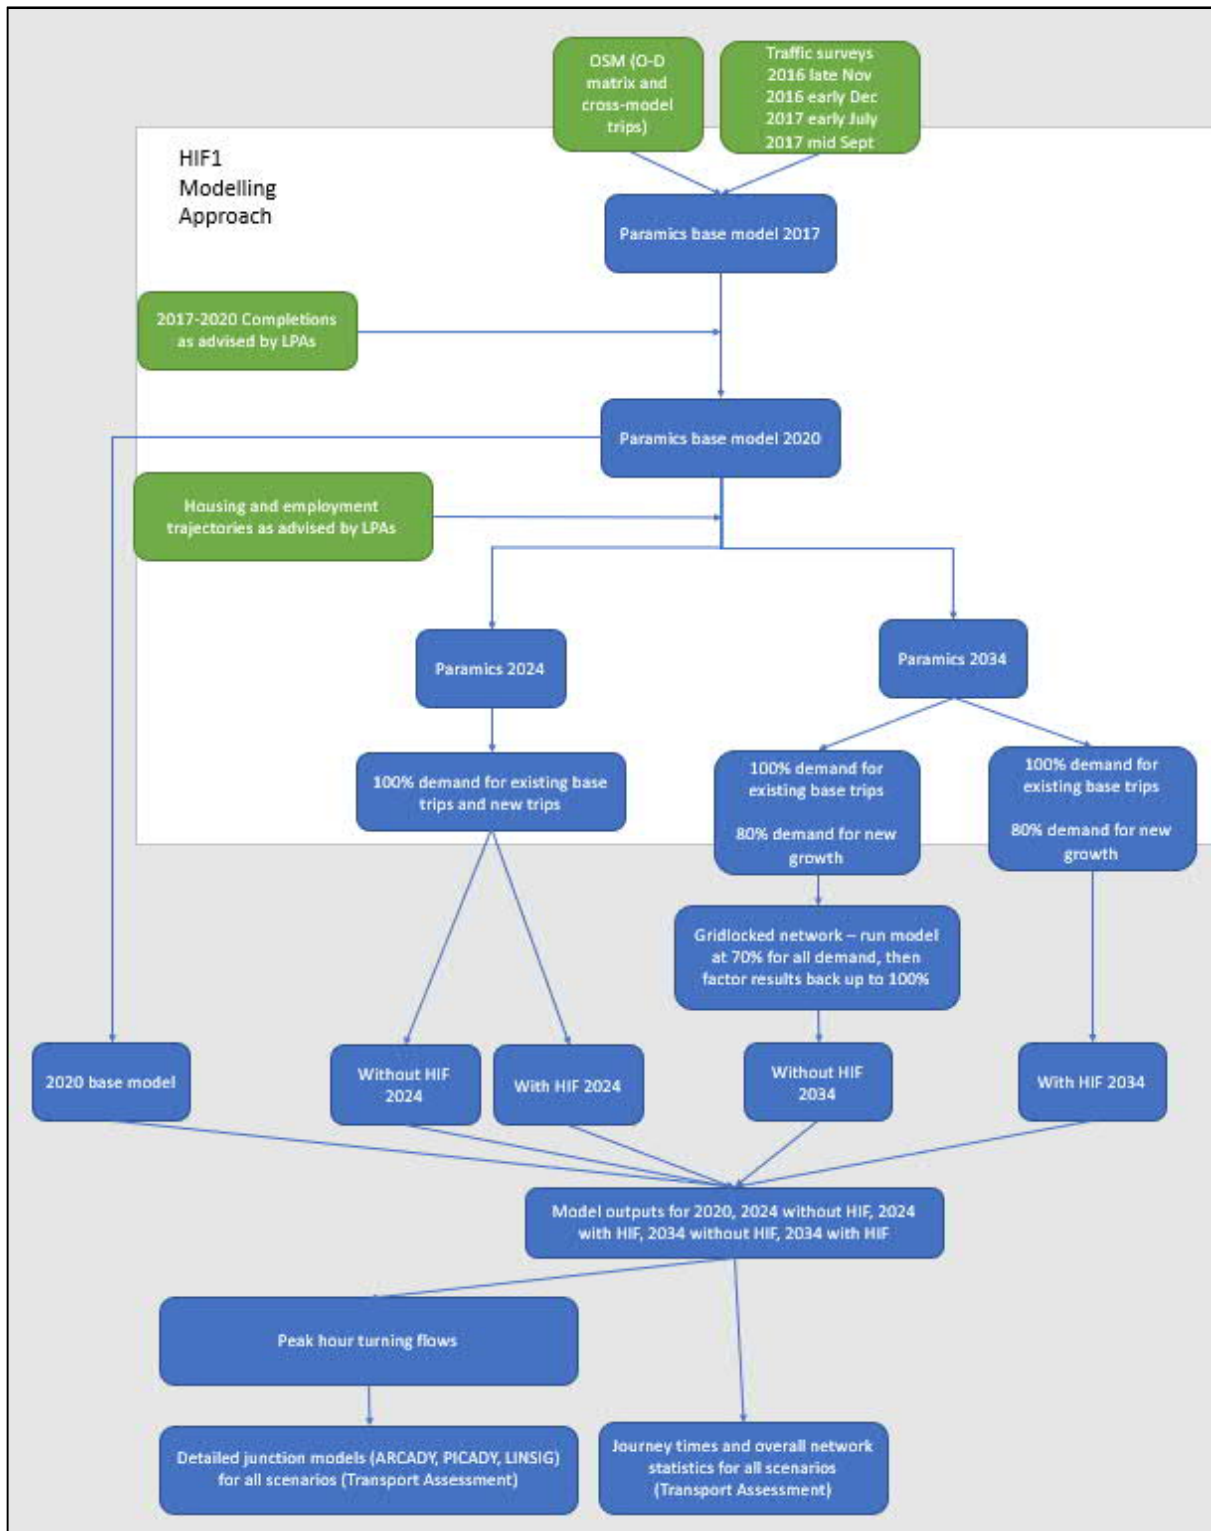 OSM (O-D
matrix and
cross-model
trips)
Traffic surveys
2016 late Nov
2016 early Dec
2017 early July
2017 mid Sept
HIF1
Modelling
Approach
Paramics base model 2017
2017-2020 Completions
as advised by LPAs
Paramics base model 2020
Housing and employment
trajectories as advised by LPAs
Paramics 2024
Paramics 2034
100% demand for existing base
trips and new trips
100% demand for
existing base trips
80% demand for new
growth
100% demand for
existing base trips
80% demand for new
growth
Gridlocked network – run model
at 70% for all demand, then
factor results back up to 100%
2020 base model
Without HIF
2024
With HIF 2024
Without HIF
2034
With HIF 2034
Model outputs for 2020, 2024 without HIF, 2024
with HIF, 2034 without HIF, 2034 with HIF
Peak hour turning flows
Detailed junction models (ARCADY, PICADY, LINSIG)
for all scenarios (Transport Assessment)
Journey times and overall network
statistics for all scenarios
(Transport Assessment)